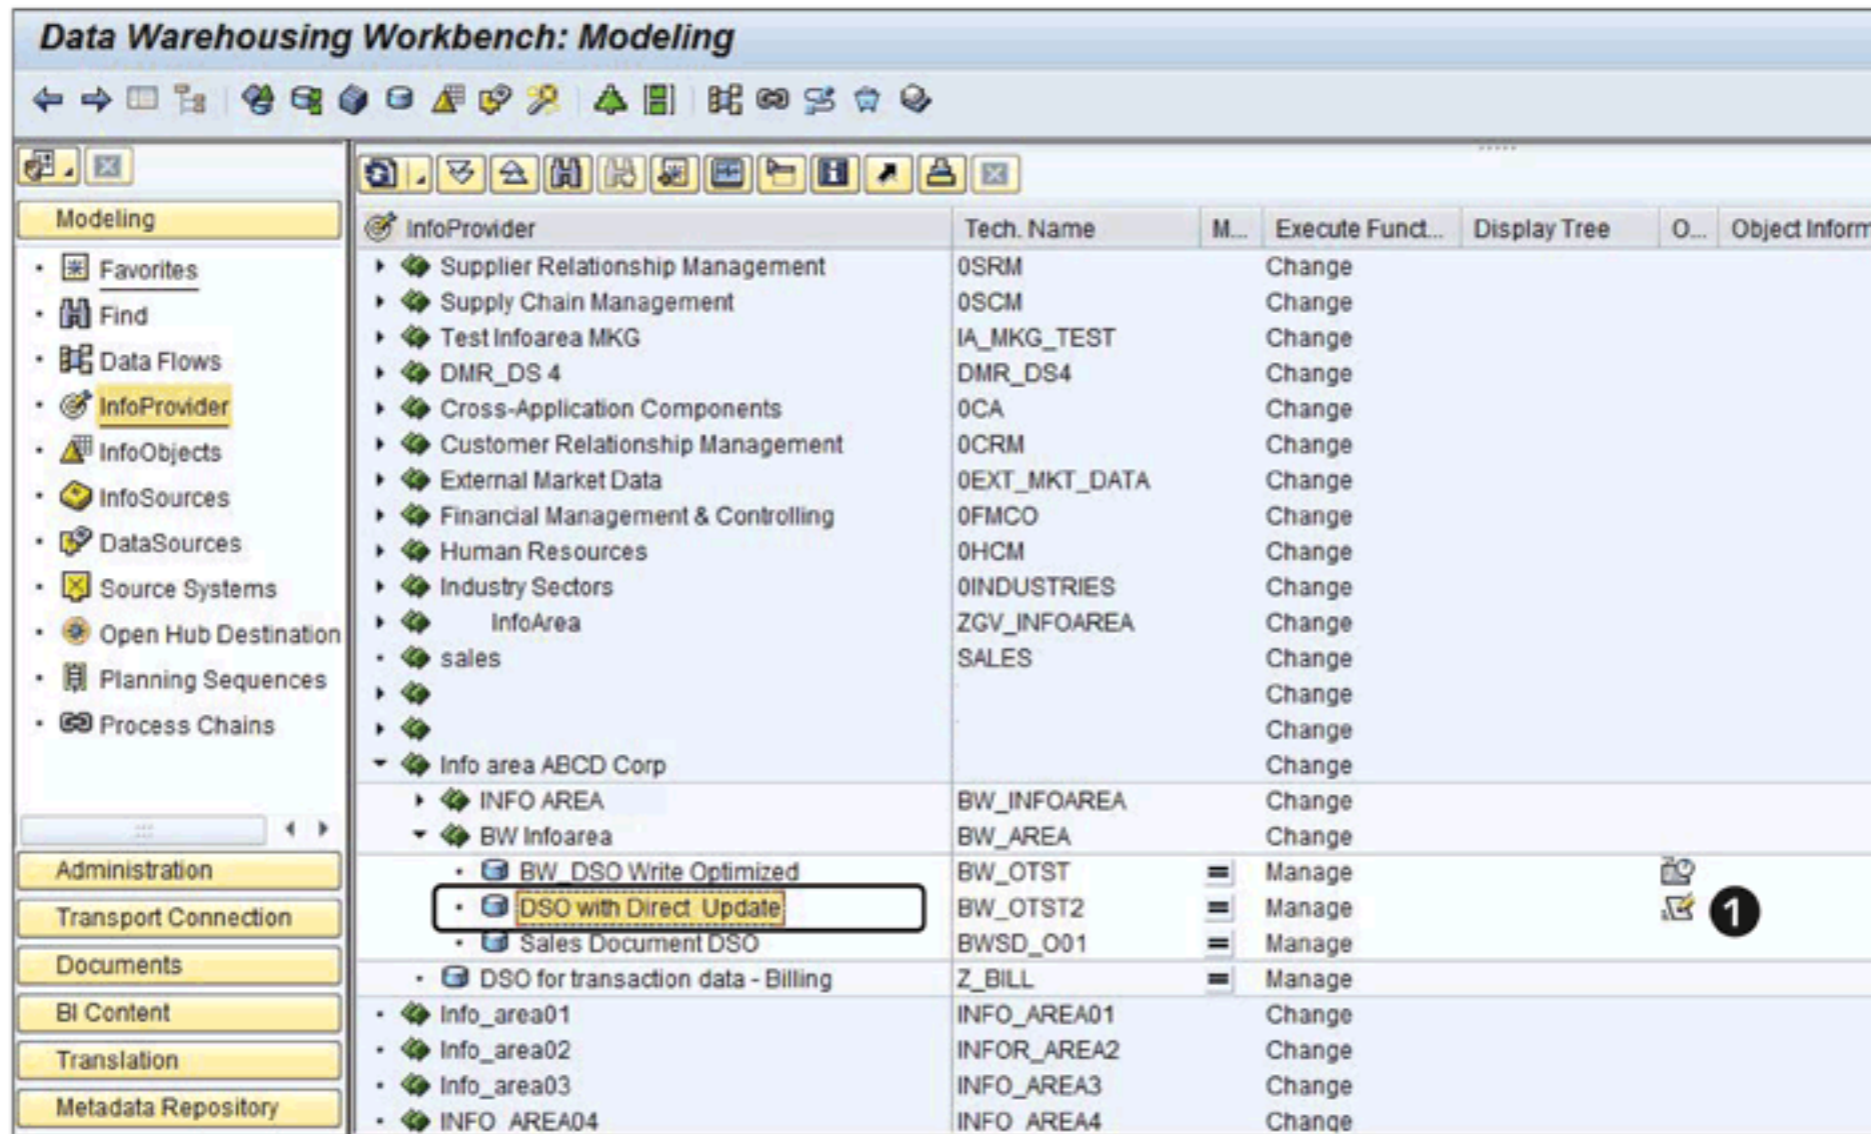 Data Warehousing Workbench: Modeling
Modeling
Favorites
Find
Data Flows
InfoProvider
InfoObjects
InfoSources
DataSources
Source Systems
Open Hub Destination
Planning Sequences
Process Chains
Administration
Transport Connection
Documents
BI Content
Translation
Metadata Repository
InfoProvider Tech. Name M... Execute Funct... Display Tree O... Object Inform
Supplier Relationship Management 0SRM Change
Supply Chain Management 0SCM Change
Test Infoarea MKG IA_MKG_TEST Change
DMR_DS 4 DMR_DS4 Change
Cross-Application Components 0CA Change
Customer Relationship Management 0CRM Change
External Market Data 0EXT_MKT_DATA Change
Financial Management & Controlling 0FMCO Change
Human Resources 0HCM Change
Industry Sectors 0INDUSTRIES Change
InfoArea ZGV_INFOAREA Change
sales SALES Change
Change
Change
Info area ABCD Corp Change
INFO AREA BW_INFOAREA Change
BW Infoarea BW_AREA Change
BW_DSO Write Optimized BW_OTST = Manage
DSO with Direct Update BW_OTST2 = Manage 1
Sales Document DSO BWSD_O01 = Manage
DSO for transaction data - Billing Z_BILL = Manage
Info_area01 INFO_AREA01 Change
Info_area02 INFOR_AREA2 Change
Info_area03 INFO_AREA3 Change
INFO_AREA04 INFO_AREA4 Change